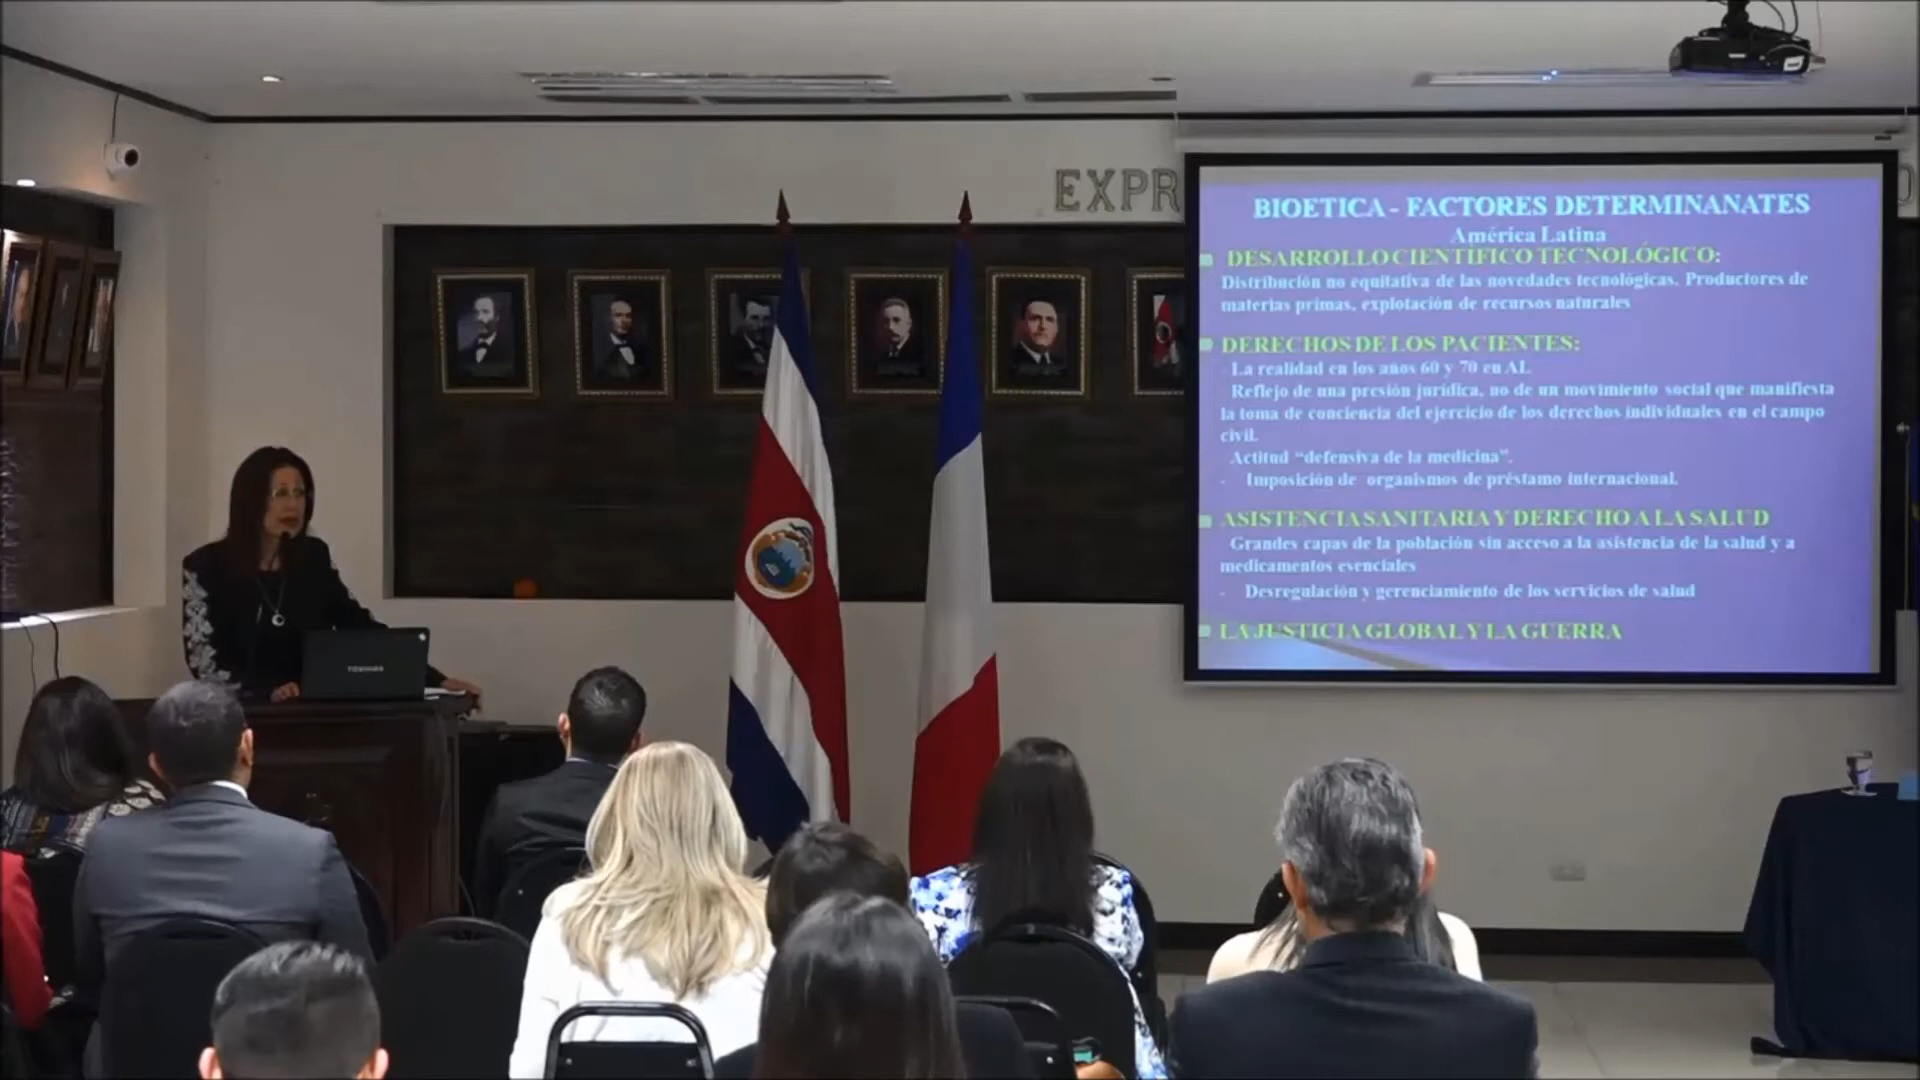 EXPR
BIOETICA - FACTORES DETERMINANATES
América Latina
DESARROLLO CIENTÍFICO TECNOLÓGICO:
Distribución no equitativa de las novedades tecnológicas. Productores de
materias primas, explotación de recursos naturales
DERECHOS DE LOS PACIENTES:
La realidad en los años 60 y 70 en AL
Reflejo de una presión jurídica, no de un movimiento social que manifiesta
la toma de conciencia del ejercicio de los derechos individuales en el campo
civil.
Actitud “defensiva de la medicina”.
- Imposición de organismos de préstamo internacional.
ASISTENCIA SANITARIA Y DERECHO A LA SALUD
Grandes capas de la población sin acceso a la asistencia de la salud y a
medicamentos esenciales
- Desregulación y gerenciamiento de los servicios de salud
LA JUSTICIA GLOBAL Y LA GUERRA
TOSHIBA